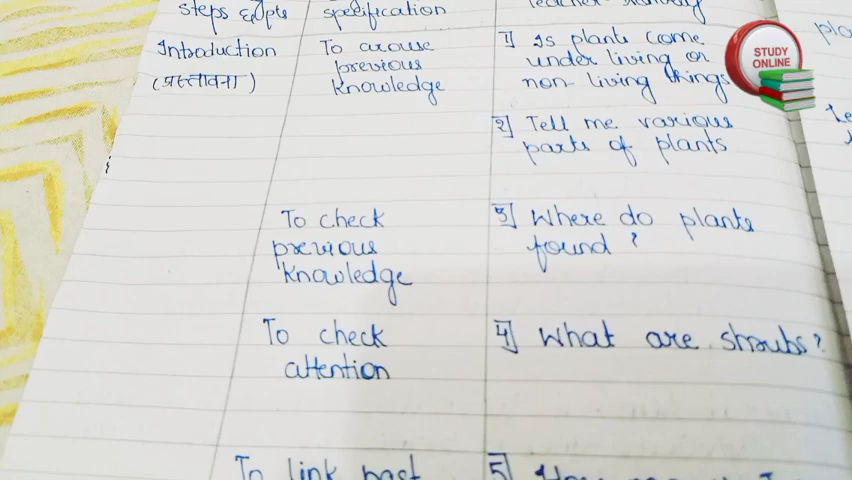 steps सोपान specification
Introduction To arouse 1] Is plants come
previous under living or
(प्रस्तावना) knowledge non-living things
2] Tell me various
parts of plants
To check 3] Where do plants
previous found ?
knowledge
To check 4] What are shrubs?
attention
To link past 5]
STUDY
ONLINE